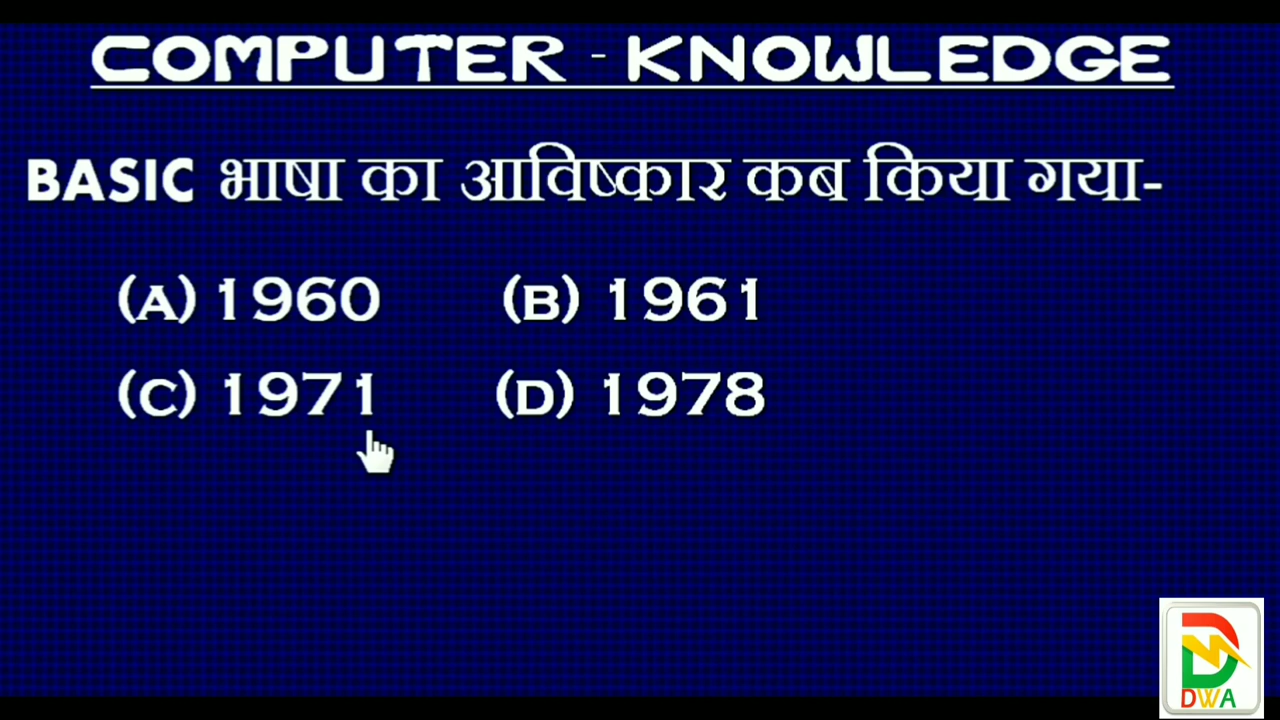 COMPUTER - KNOWLEDGE
BASIC भाषा का आविष्कार कब किया गया-
(A) 1960 (B) 1961
(C) 1971 (D) 1978
DWA